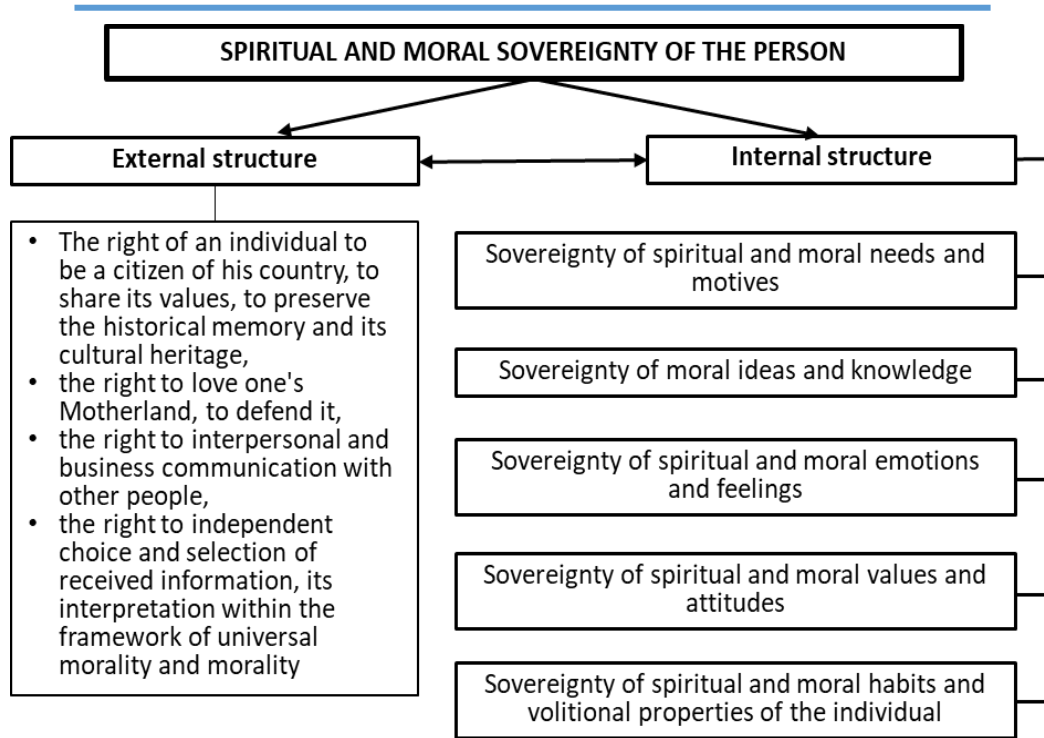 SPIRITUAL AND MORAL SOVEREIGNTY OF THE PERSON
External structure
Internal structure
• The right of an individual to
be a citizen of his country, to
share its values, to preserve
the historical memory and its
cultural heritage,
• the right to love one's
Motherland, to defend it,
• the right to interpersonal and
business communication with
other people,
• the right to independent
choice and selection of
received information, its
interpretation within the
framework of universal
morality and morality
Sovereignty of spiritual and moral needs and
motives
Sovereignty of moral ideas and knowledge
Sovereignty of spiritual and moral emotions
and feelings
Sovereignty of spiritual and moral values and
attitudes
Sovereignty of spiritual and moral habits and
volitional properties of the individual